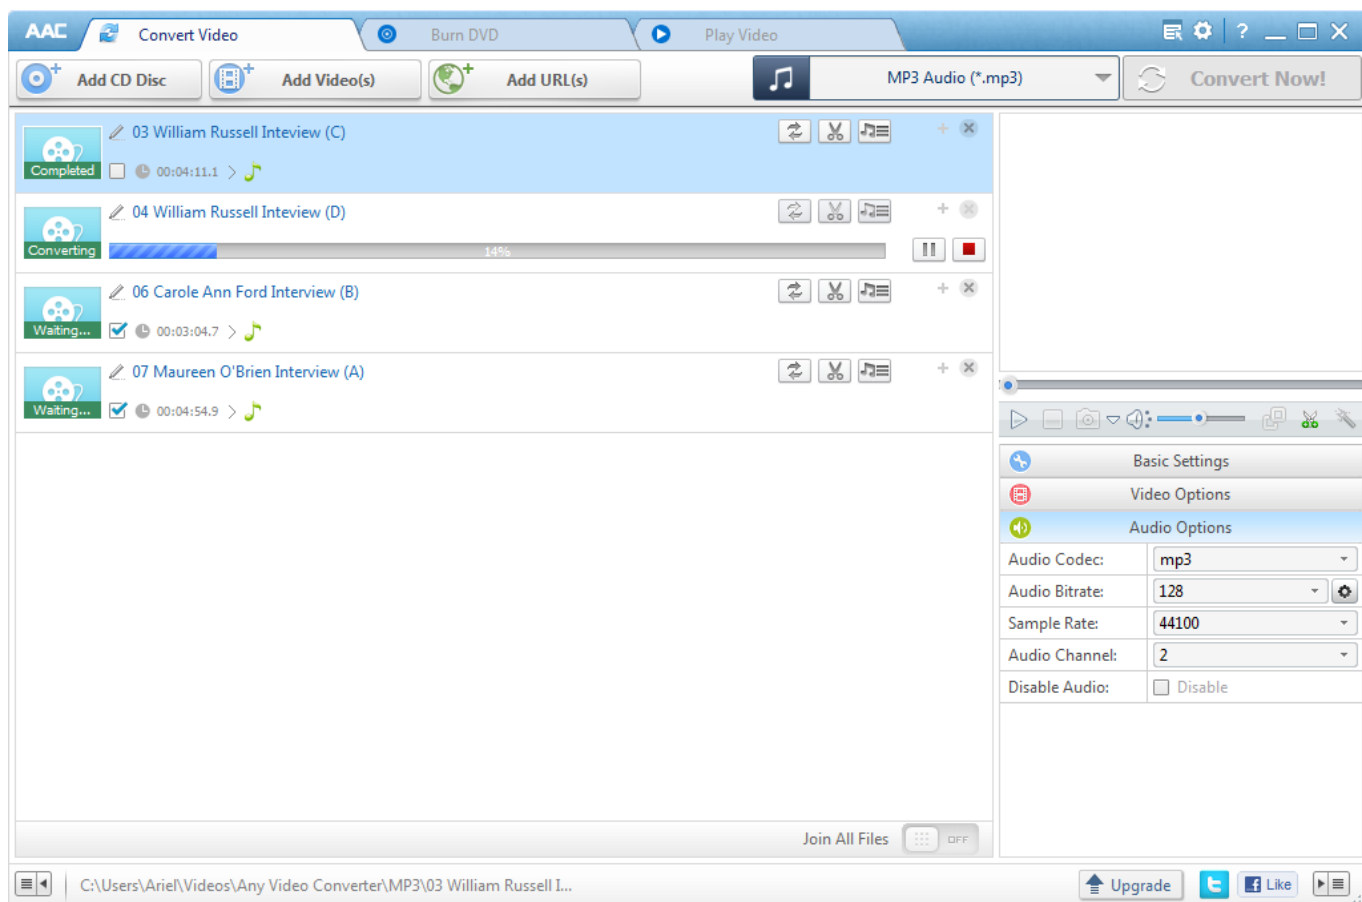 AAC
Convert Video
Burn DVD
Play Video
?
Add CD Disc
Add Video(s)
Add URL(s)
MP3 Audio (*.mp3)
Convert Now!
03 William Russell Inteview (C)
Completed
00:04:11.1
04 William Russell Inteview (D)
Converting
14%
06 Carole Ann Ford Interview (B)
Waiting...
00:03:04.7
07 Maureen O'Brien Interview (A)
Waiting...
00:04:54.9
Basic Settings
Video Options
Audio Options
Audio Codec: mp3
Audio Bitrate: 128
Sample Rate: 44100
Audio Channel: 2
Disable Audio: Disable
Join All Files OFF
C:\Users\Ariel\Videos\Any Video Converter\MP3\03 William Russell I...
Upgrade
Like